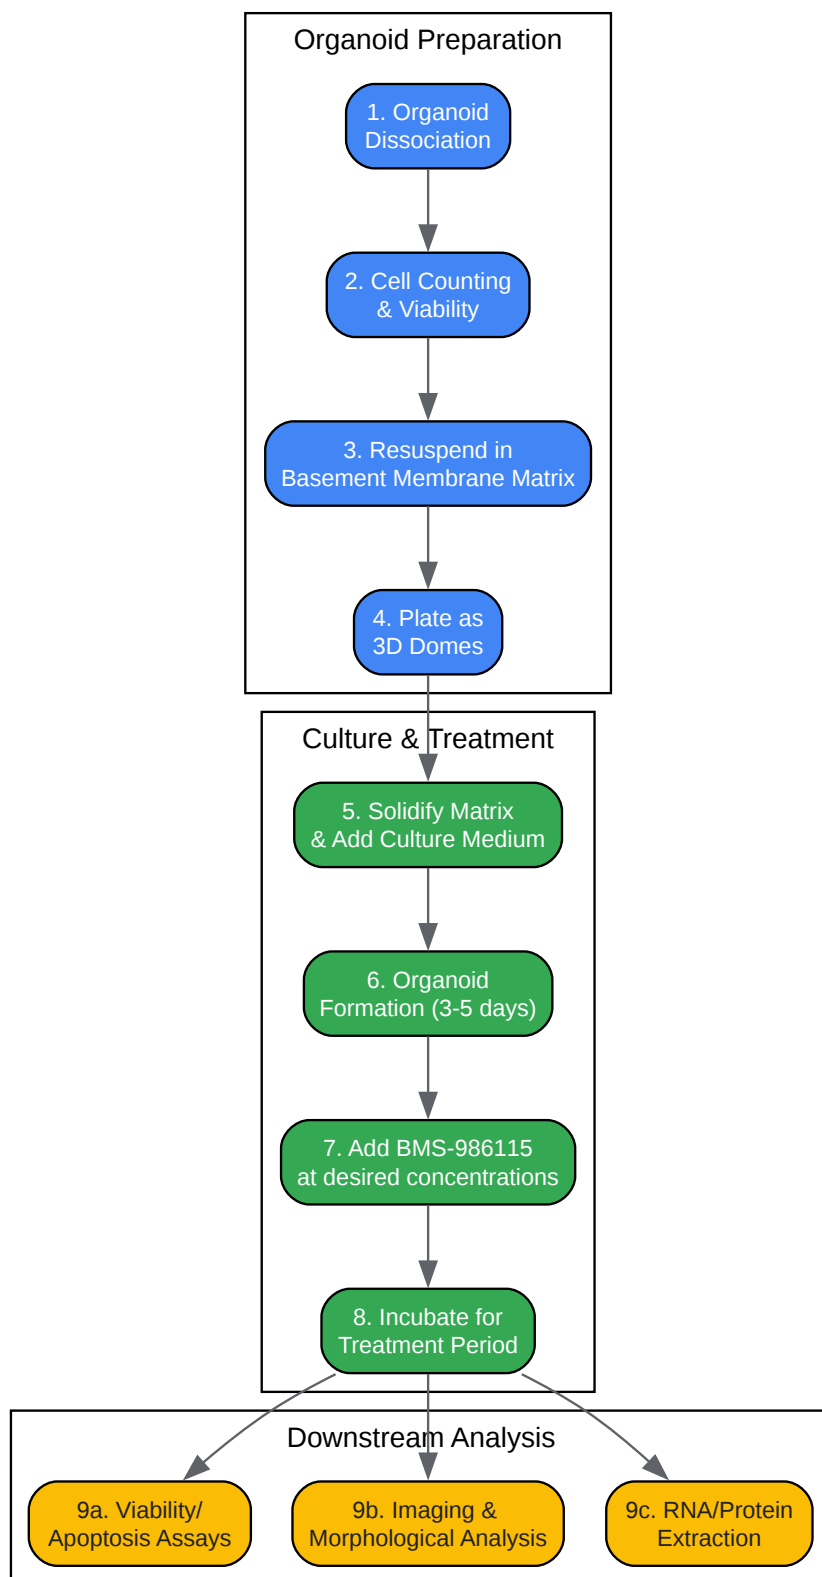 Organoid Preparation
1. Organoid
Dissociation
2. Cell Counting
& Viability
3. Resuspend in
Basement Membrane Matrix
4. Plate as
3D Domes
Culture & Treatment
5. Solidify Matrix
& Add Culture Medium
6. Organoid
Formation (3-5 days)
7. Add BMS-986115
at desired concentrations
8. Incubate for
Treatment Period
Downstream Analysis
9a. Viability/
Apoptosis Assays
9b. Imaging &
Morphological Analysis
9c. RNA/Protein
Extraction